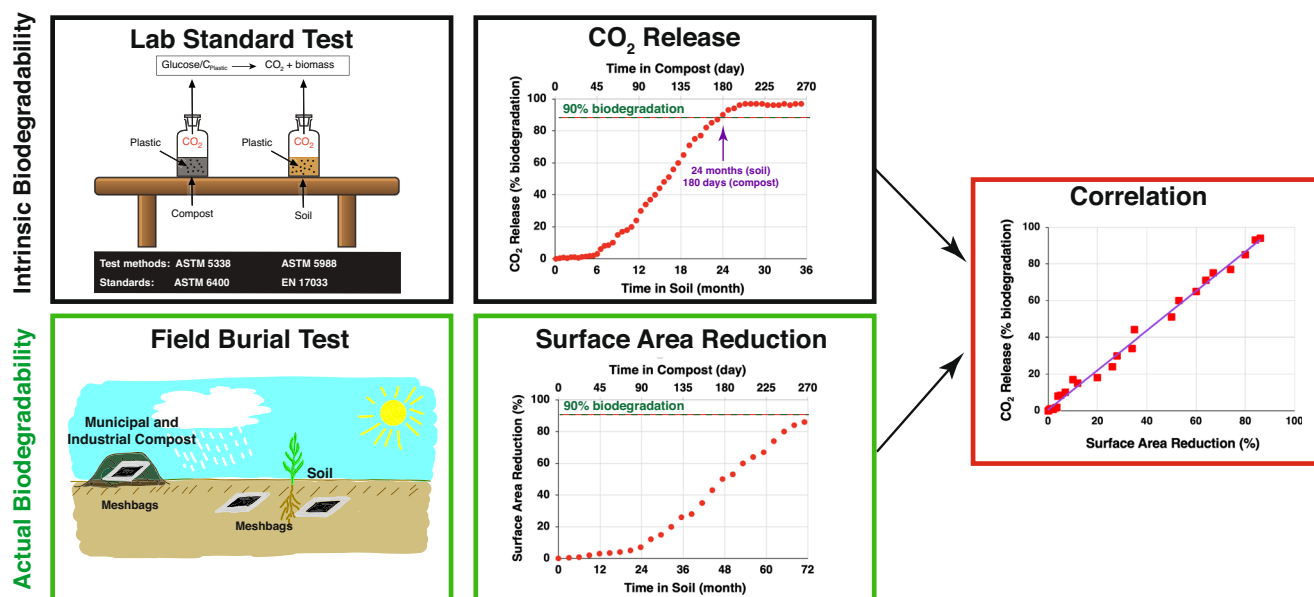 Intrinsic Biodegradability
Lab Standard Test
Glucose/C_Plastic → CO₂ + biomass
Plastic
CO₂
Plastic
CO₂
Compost
Soil
Test methods: ASTM 5338 ASTM 5988
Standards: ASTM 6400 EN 17033
CO₂ Release
Time in Compost (day)
0 45 90 135 180 225 270
CO₂ Release (% biodegradation)
100
80
60
40
20
0
90% biodegradation
24 months (soil)
180 days (compost)
0 6 12 18 24 30 36
Time in Soil (month)
Actual Biodegradability
Field Burial Test
Municipal and
Industrial Compost
Soil
Meshbags
Meshbags
Surface Area Reduction
Time in Compost (day)
0 45 90 135 180 225 270
Surface Area Reduction (%)
100
80
60
40
20
0
90% biodegradation
0 12 24 36 48 60 72
Time in Soil (month)
Correlation
CO₂ Release (% biodegradation)
100
80
60
40
20
0
0 20 40 60 80 100
Surface Area Reduction (%)